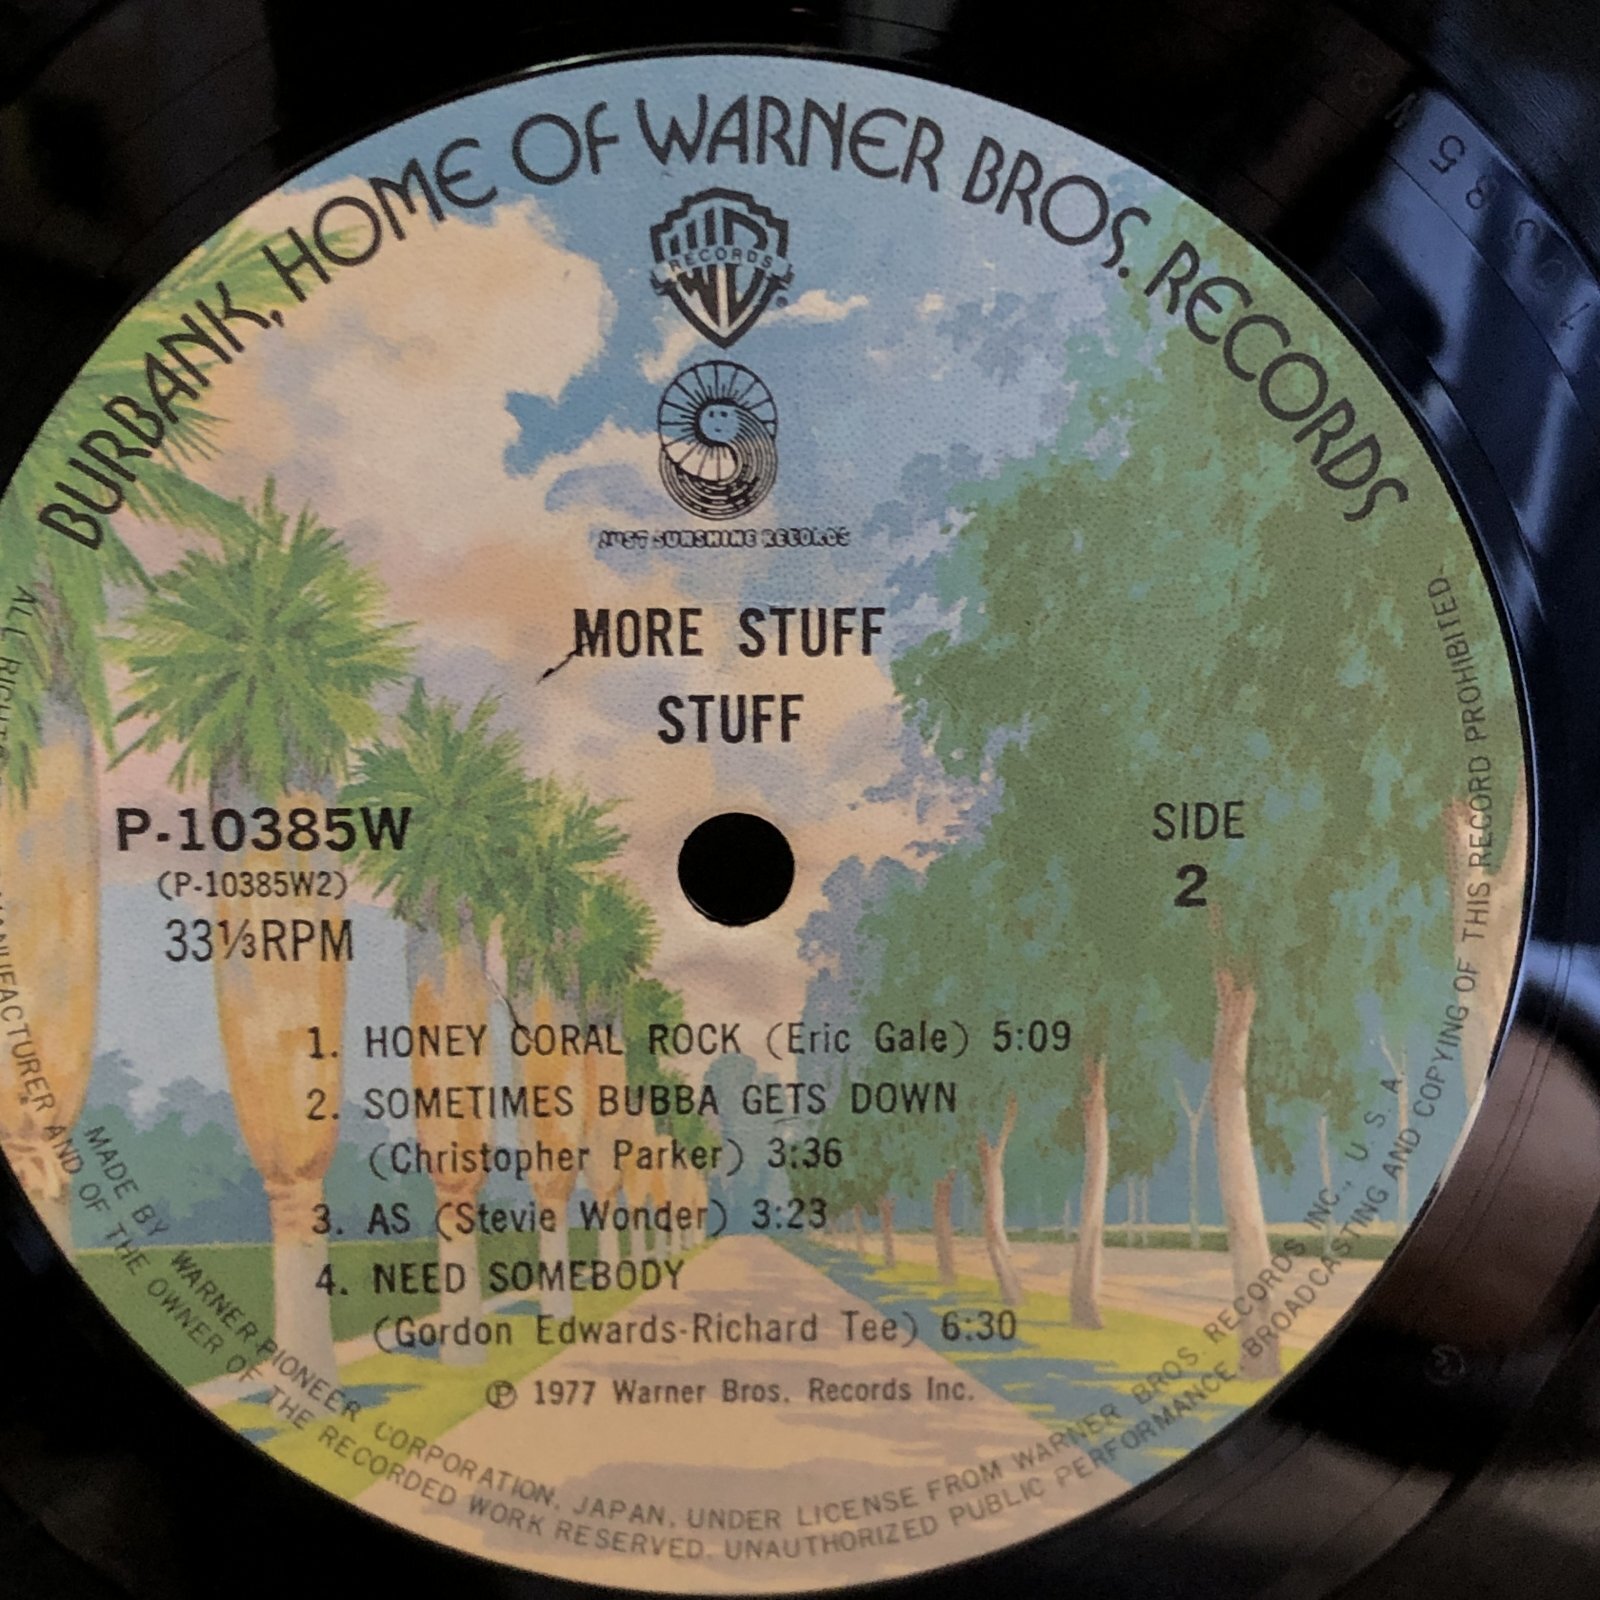 BURBANK, HOME OF WARNER BROS. RECORDS
RECORDS
®
JUST SUNSHINE RECORDS
MORE STUFF
STUFF
P-10385W
(P-10385W2)
33⅓RPM
SIDE
2
1. HONEY CORAL ROCK (Eric Gale) 5:09
2. SOMETIMES BUBBA GETS DOWN
(Christopher Parker) 3:36
3. AS (Stevie Wonder) 3:23
4. NEED SOMEBODY
(Gordon Edwards-Richard Tee) 6:30
℗ 1977 Warner Bros. Records Inc.
MADE BY WARNER-PIONEER CORPORATION, JAPAN, UNDER LICENSE FROM WARNER BROS. RECORDS INC., U. S. A.
ALL MANUFACTURER AND OF THE OWNER OF THE RECORDED WORK RESERVED. UNAUTHORIZED PUBLIC PERFORMANCE. BROADCASTING AND COPYING OF THIS RECORD PROHIBITED-